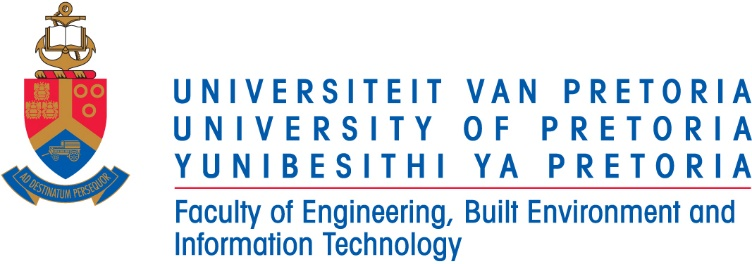 AD DESTINATUM PERSEQUOR
UNIVERSITEIT VAN PRETORIA
UNIVERSITY OF PRETORIA
YUNIBESITHI YA PRETORIA
Faculty of Engineering, Built Environment and
Information Technology